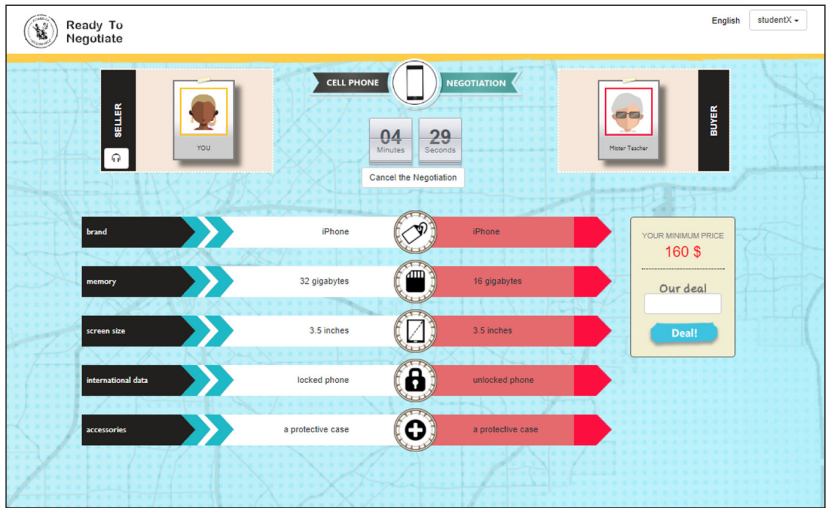 Ready To
Negotiate
English
studentX
SELLER
YOU
CELL PHONE
NEGOTIATION
04
Minutes
29
Seconds
Cancel the Negotiation
Mister Teacher
BUYER
brand
iPhone
iPhone
memory
32 gigabytes
16 gigabytes
screen size
3.5 inches
3.5 inches
international data
locked phone
unlocked phone
accessories
a protective case
a protective case
YOUR MINIMUM PRICE
160 $
Our deal
Deal!